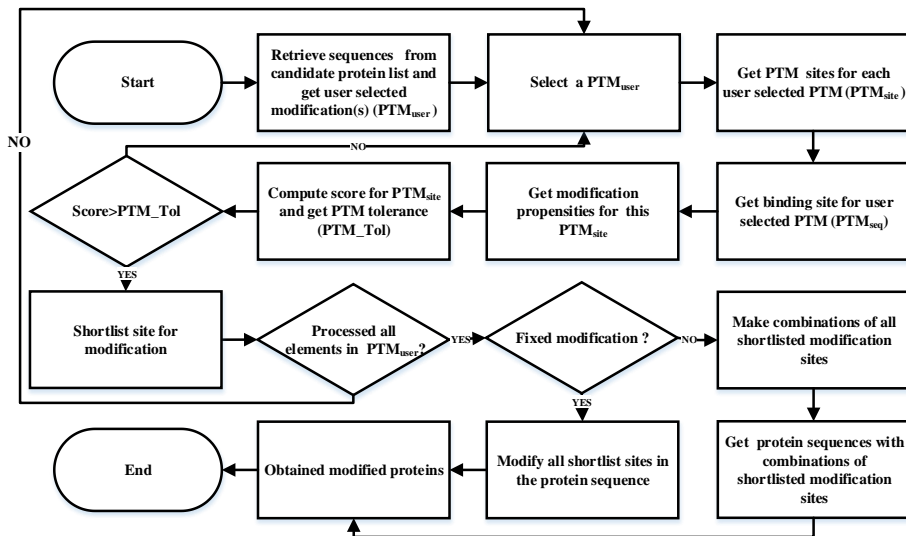 Start
Retrieve sequences from
candidate protein list and
get user selected
modification(s) (PTMuser)
Select a PTMuser
Get PTM sites for each
user selected PTM (PTMsite)
NO
NO
Score>PTM_Tol
Compute score for PTMsite
and get PTM tolerance
(PTM_Tol)
Get modification
propensities for this
PTMsite
Get binding site for user
selected PTM (PTMseq)
YES
Shortlist site for
modification
Processed all
elements in PTMuser?
YES
Fixed modification ?
NO
Make combinations of all
shortlisted modification
sites
YES
End
Obtained modified proteins
Modify all shortlist sites in
the protein sequence
Get protein sequences with
combinations of
shortlisted modification
sites